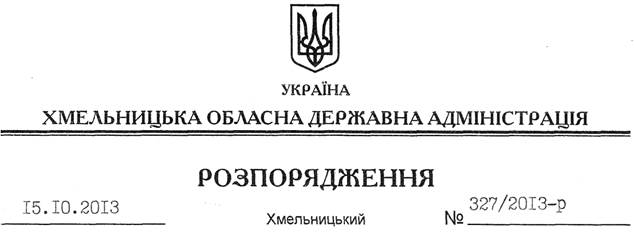 УКРАЇНА
ХМЕЛЬНИЦЬКА ОБЛАСНА ДЕРЖАВНА АДМІНІСТРАЦІЯ
РОЗПОРЯДЖЕННЯ
15.10.2013 Хмельницький № 327/2013-р